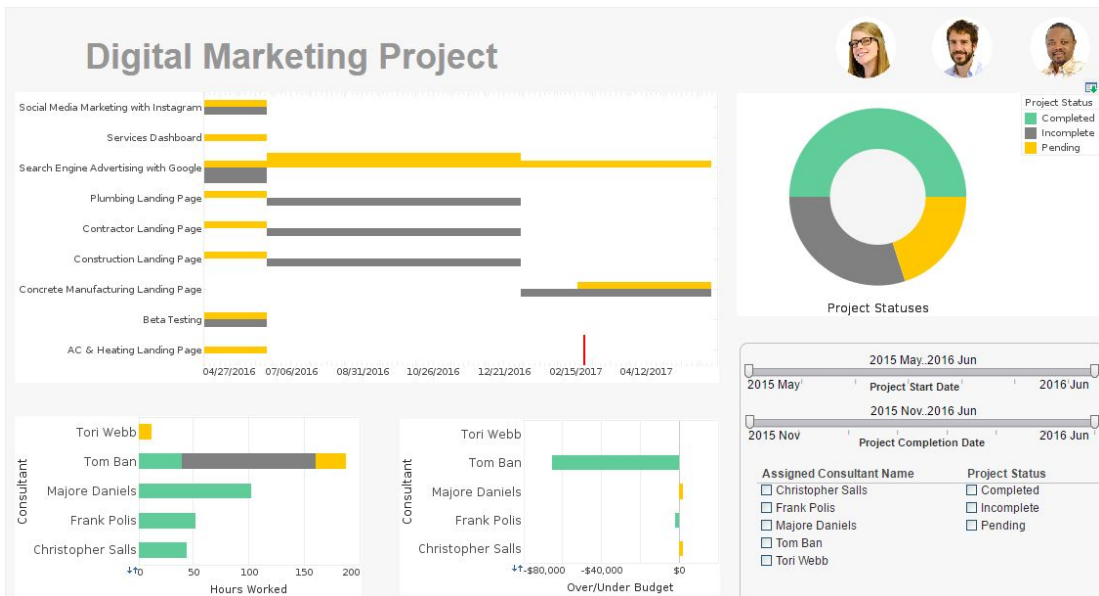 Digital Marketing Project
Social Media Marketing with Instagram
Services Dashboard
Search Engine Advertising with Google
Plumbing Landing Page
Contractor Landing Page
Construction Landing Page
Concrete Manufacturing Landing Page
Beta Testing
AC & Heating Landing Page
04/27/2016 07/06/2016 08/31/2016 10/26/2016 12/21/2016 02/15/2017 04/12/2017
Project Status
Completed
Incomplete
Pending
Project Statuses
Consultant
Tori Webb
Tom Ban
Majore Daniels
Frank Polis
Christopher Salls
0 50 100 150 200
Hours Worked
Consultant
Tori Webb
Tom Ban
Majore Daniels
Frank Polis
Christopher Salls
-$80,000 -$40,000 $0
Over/Under Budget
2015 May..2016 Jun
2015 May Project Start Date 2016 Jun
2015 Nov..2016 Jun
2015 Nov Project Completion Date 2016 Jun
Assigned Consultant Name Project Status
Christopher Salls Completed
Frank Polis Incomplete
Majore Daniels Pending
Tom Ban
Tori Webb